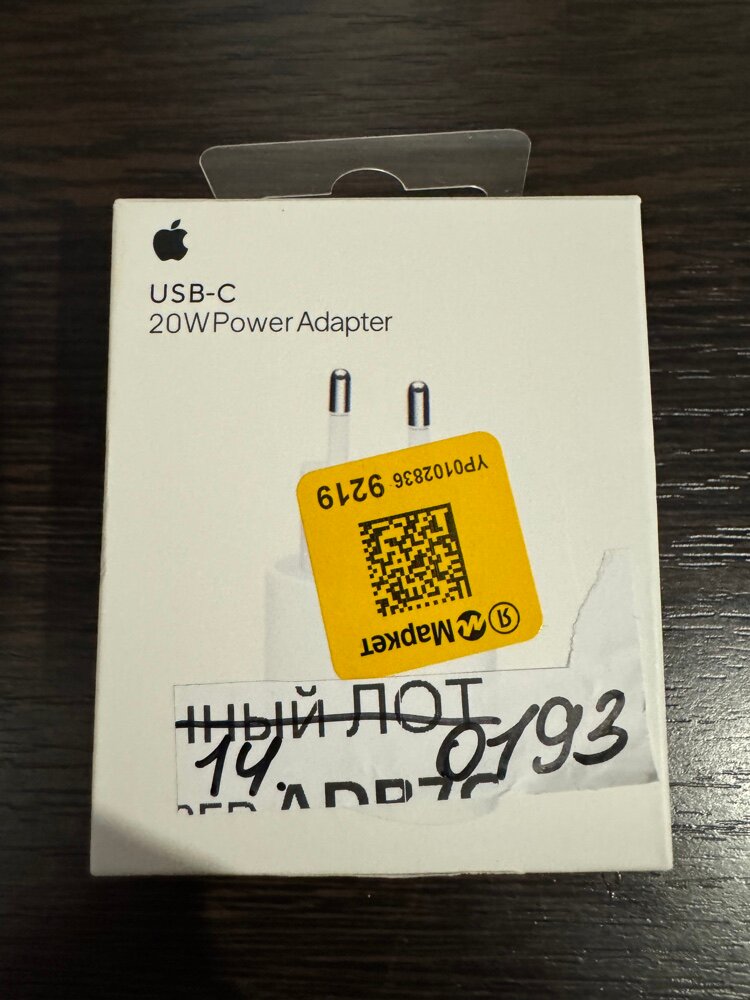 USB-C
20W Power Adapter
YP0102836 9219
Я Маркет
ный ЛОТ
14. 0193